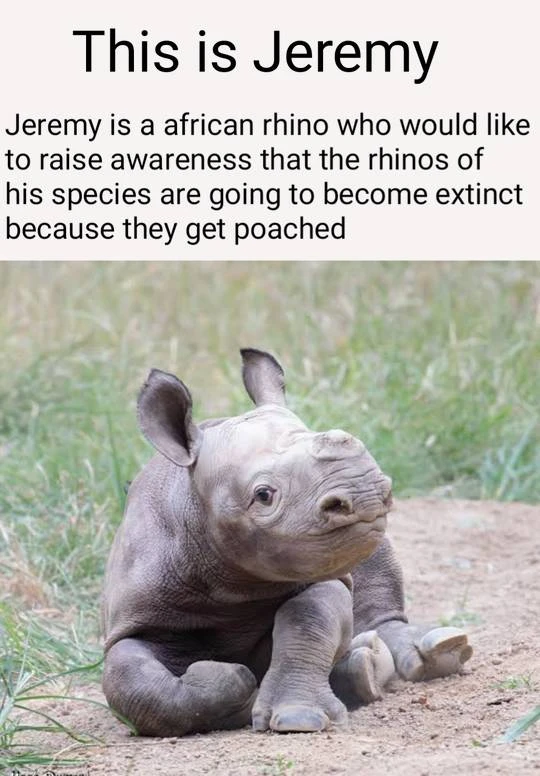 This is Jeremy
Jeremy is a african rhino who would like
to raise awareness that the rhinos of
his species are going to become extinct
because they get poached